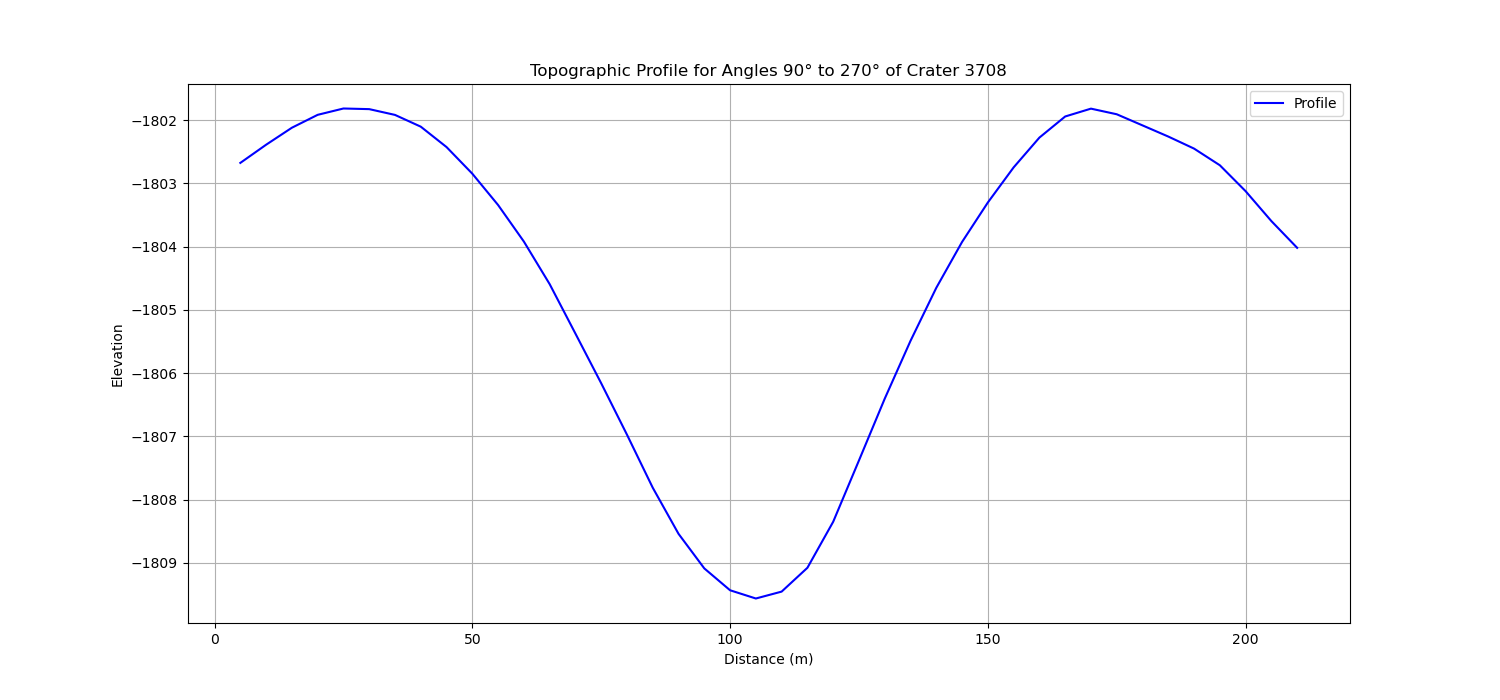 Topographic Profile for Angles 90° to 270° of Crater 3708
Profile
−1802
−1803
−1804
−1805
−1806
−1807
−1808
−1809
Elevation
0 50 100 150 200
Distance (m)